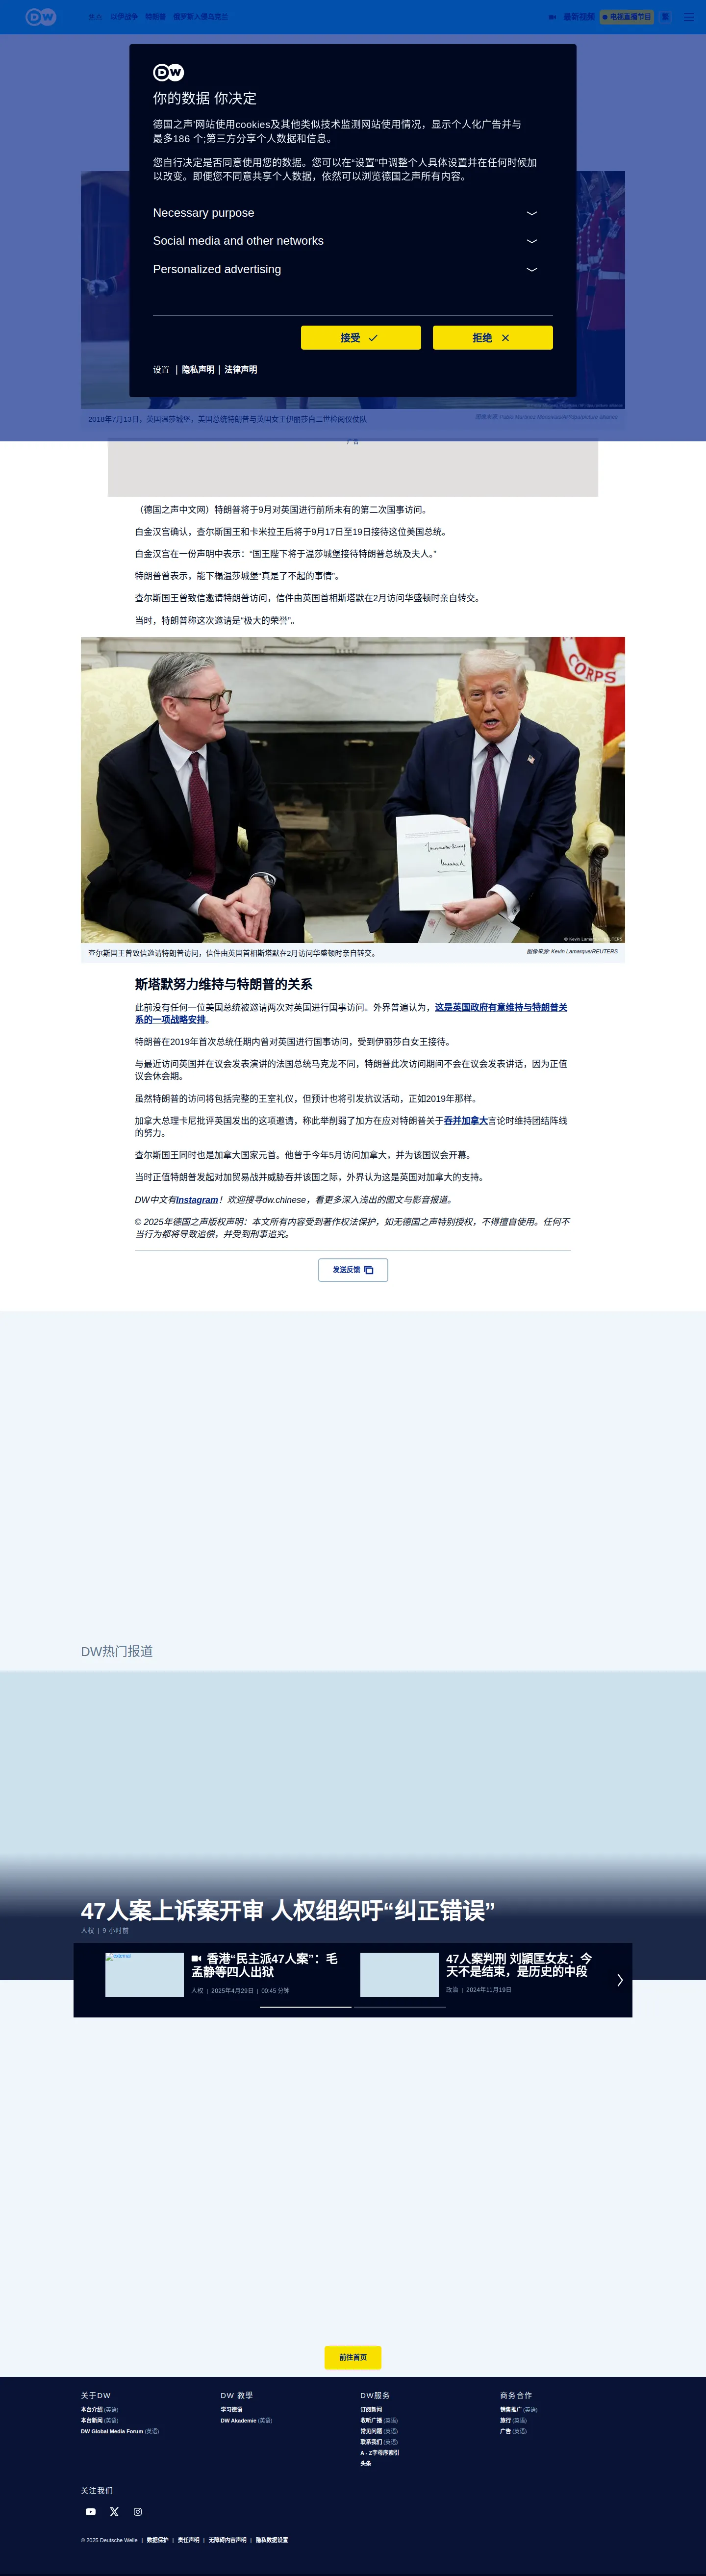 DW
焦点 以伊战争 特朗普 俄罗斯入侵乌克兰
最新视频 电视直播节目 繁
DW
你的数据 你决定
德国之声'网站使用cookies及其他类似技术监测网站使用情况，显示个人化广告并与
最多186 个;第三方分享个人数据和信息。
您自行决定是否同意使用您的数据。您可以在“设置”中调整个人具体设置并在任何时候加
以改变。即便您不同意共享个人数据，依然可以浏览德国之声所有内容。
Necessary purpose
Social media and other networks
Personalized advertising
接受
拒绝
设置 | 隐私声明 | 法律声明
2018年7月13日，英国温莎城堡，美国总统特朗普与英国女王伊丽莎白二世检阅仪仗队
广告
（德国之声中文网）特朗普将于9月对英国进行前所未有的第二次国事访问。
白金汉宫确认，查尔斯国王和卡米拉王后将于9月17日至19日接待这位美国总统。
白金汉宫在一份声明中表示：“国王陛下将于温莎城堡接待特朗普总统及夫人。”
特朗普曾表示，能下榻温莎城堡“真是了不起的事情”。
查尔斯国王曾致信邀请特朗普访问，信件由英国首相斯塔默在2月访问华盛顿时亲自转交。
当时，特朗普称这次邀请是“极大的荣誉”。
CORPS
© Kevin Lamarque/REUTERS
查尔斯国王曾致信邀请特朗普访问，信件由英国首相斯塔默在2月访问华盛顿时亲自转交。
图像来源: Kevin Lamarque/REUTERS
斯塔默努力维持与特朗普的关系
此前没有任何一位美国总统被邀请两次对英国进行国事访问。外界普遍认为，这是英国政府有意维持与特朗普关
系的一项战略安排。
特朗普在2019年首次总统任期内曾对英国进行国事访问，受到伊丽莎白女王接待。
与最近访问英国并在议会发表演讲的法国总统马克龙不同，特朗普此次访问期间不会在议会发表讲话，因为正值
议会休会期。
虽然特朗普的访问将包括完整的王室礼仪，但预计也将引发抗议活动，正如2019年那样。
加拿大总理卡尼批评英国发出的这项邀请，称此举削弱了加方在应对特朗普关于吞并加拿大言论时维持团结阵线
的努力。
查尔斯国王同时也是加拿大国家元首。他曾于今年5月访问加拿大，并为该国议会开幕。
当时正值特朗普发起对加贸易战并威胁吞并该国之际，外界认为这是英国对加拿大的支持。
DW中文有Instagram！欢迎搜寻dw.chinese，看更多深入浅出的图文与影音报道。
© 2025年德国之声版权声明：本文所有内容受到著作权法保护，如无德国之声特别授权，不得擅自使用。任何不
当行为都将导致追偿，并受到刑事追究。
发送反馈
DW热门报道
47人案上诉案开审 人权组织吁“纠正错误”
人权 | 9 小时前
external
香港“民主派47人案”：毛
孟静等四人出狱
人权 | 2025年4月29日 | 00:45 分钟
47人案判刑 刘頴匡女友：今
天不是结束，是历史的中段
政治 | 2024年11月19日
前往首页
关于DW
本台介绍 (英语)
本台新闻 (英语)
DW Global Media Forum (英语)
DW 教學
学习德语
DW Akademie (英语)
DW服务
订阅新闻
收听广播 (英语)
常见问题 (英语)
联系我们 (英语)
A - Z字母序索引
头条
商务合作
销售推广 (英语)
旅行 (英语)
广告 (英语)
关注我们
© 2025 Deutsche Welle | 数据保护 | 责任声明 | 无障碍内容声明 | 隐私数据设置